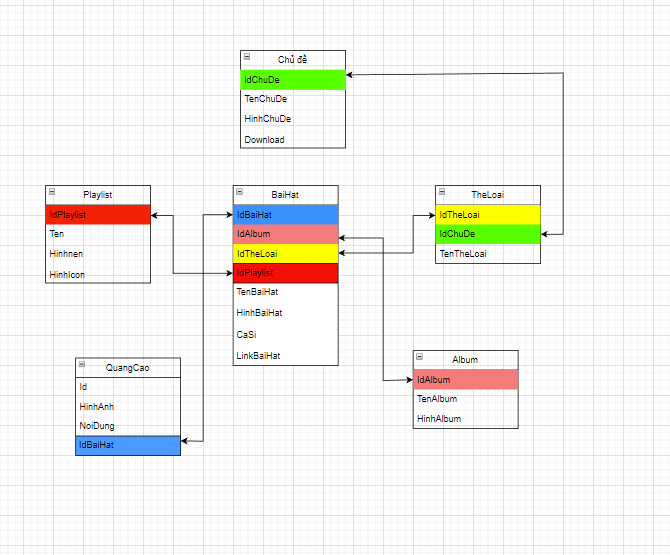 Chủ đề
idChuDe
TenChuDe
HinhChuDe
Download
Playlist
IdPlaylist
Ten
Hinhnen
HinhIcon
BaiHat
IdBaiHat
IdAlbum
IdTheLoai
IdPlaylist
TenBaiHat
HinhBaiHat
CaSi
LinkBaiHat
TheLoai
IdTheLoai
IdChuDe
TenTheLoai
QuangCao
Id
HinhAnh
NoiDung
IdBaiHat
Album
IdAlbum
TenAlbum
HinhAlbum